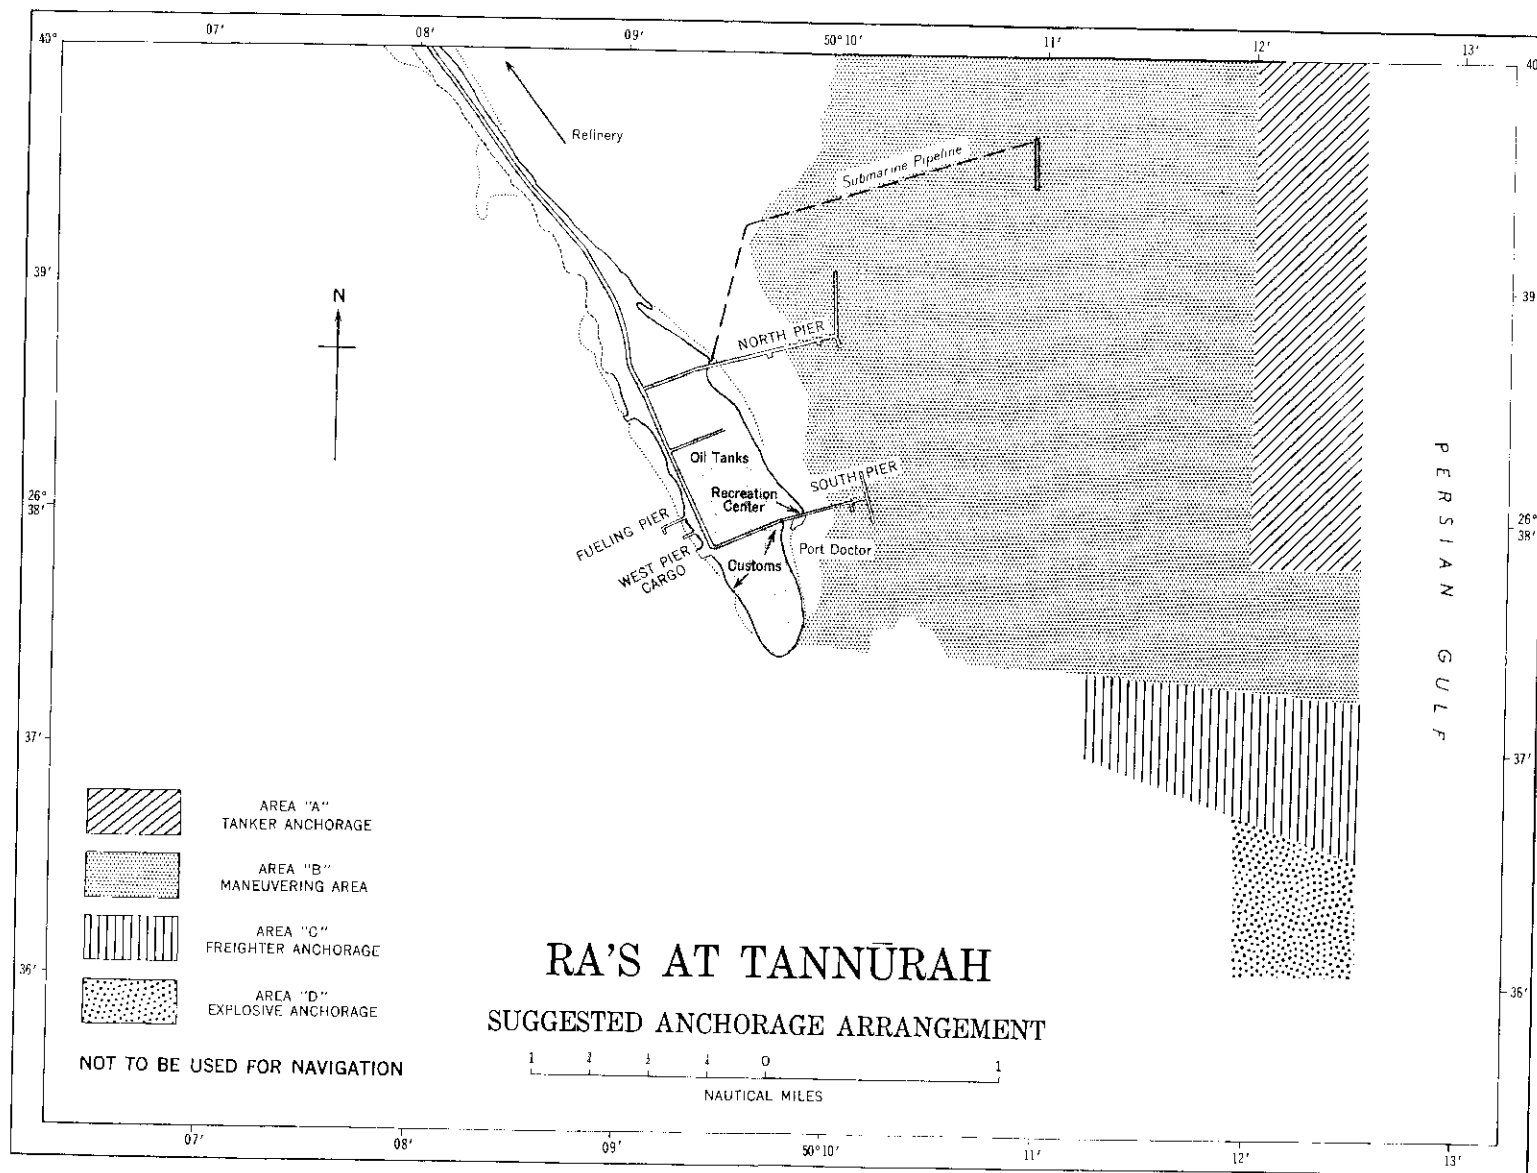 07'
08'
09'
50°10'
11'
12'
13'
40'
40
Refinery
Submarine Pipeline
39'
39
N
NORTH PIER
Oil Tanks
SOUTH PIER
Recreation
Center
26°
38'
26°
38'
FUELING PIER
WEST PIER
CARGO
Port Doctor
Customs
PERSIAN GULF
37'
37'
AREA "A"
TANKER ANCHORAGE
AREA "B"
MANEUVERING AREA
AREA "C"
FREIGHTER ANCHORAGE
AREA "D"
EXPLOSIVE ANCHORAGE
36'
36'
RA'S AT TANNŪRAH
SUGGESTED ANCHORAGE ARRANGEMENT
NOT TO BE USED FOR NAVIGATION
1 0 1
NAUTICAL MILES
07'
08'
09'
50°10'
11'
12'
13'